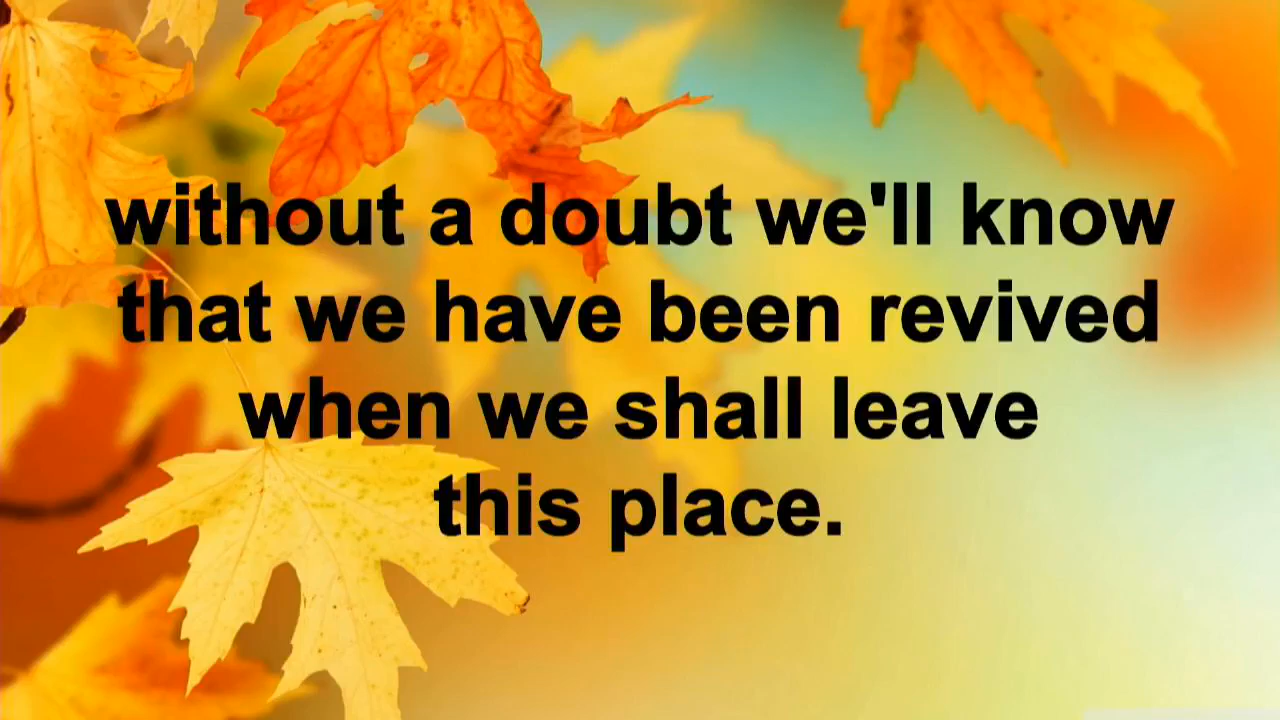 without a doubt we'll know
that we have been revived
when we shall leave
this place.